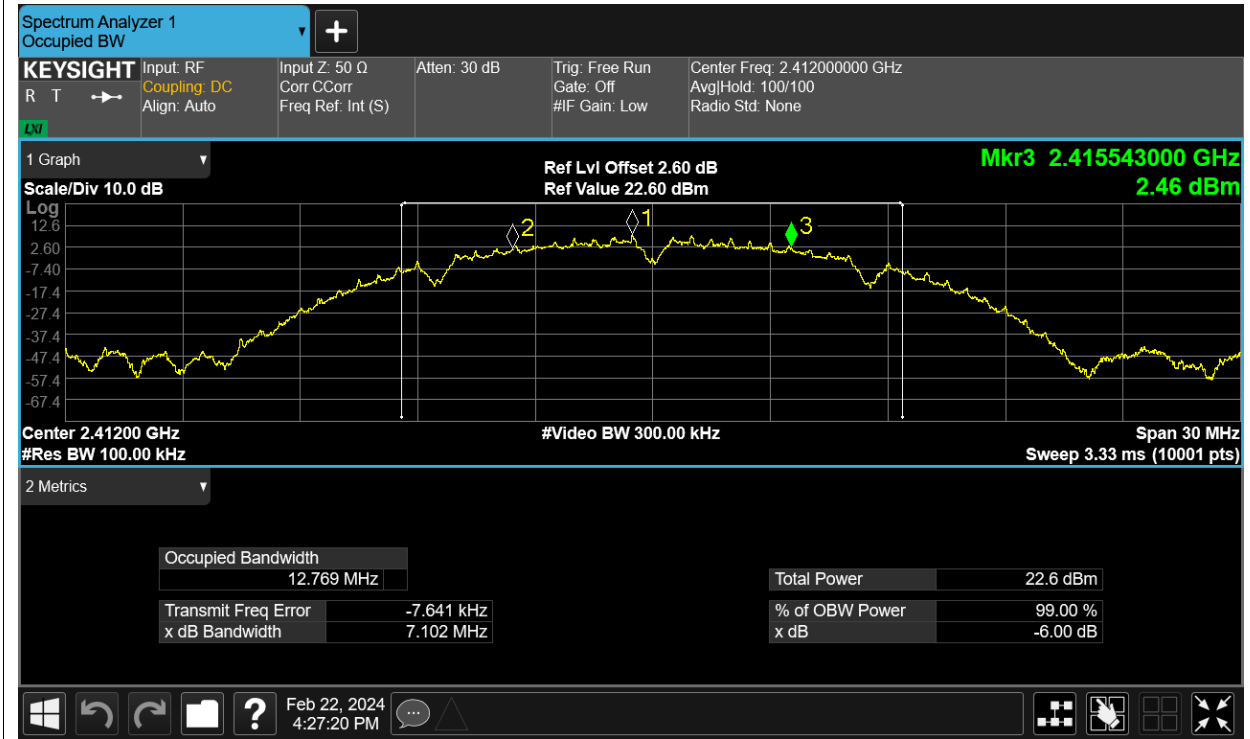 Spectrum Analyzer 1
Occupied BW
KEYSIGHT
R T
LXI
Input: RF
Coupling: DC
Align: Auto
Input Z: 50 Ω
Corr CCorr
Freq Ref: Int (S)
Atten: 30 dB
Trig: Free Run
Gate: Off
#IF Gain: Low
Center Freq: 2.412000000 GHz
Avg|Hold: 100/100
Radio Std: None
1 Graph
Scale/Div 10.0 dB
Ref Lvl Offset 2.60 dB
Ref Value 22.60 dBm
Mkr3 2.415543000 GHz
2.46 dBm
Log
12.6
2.60
-7.40
-17.4
-27.4
-37.4
-47.4
-57.4
-67.4
2
1
3
Center 2.41200 GHz
#Video BW 300.00 kHz
Span 30 MHz
#Res BW 100.00 kHz
Sweep 3.33 ms (10001 pts)
2 Metrics
Occupied Bandwidth
12.769 MHz
Total Power 22.6 dBm
Transmit Freq Error -7.641 kHz
% of OBW Power 99.00 %
x dB Bandwidth 7.102 MHz
x dB -6.00 dB
?
Feb 22, 2024
4:27:20 PM